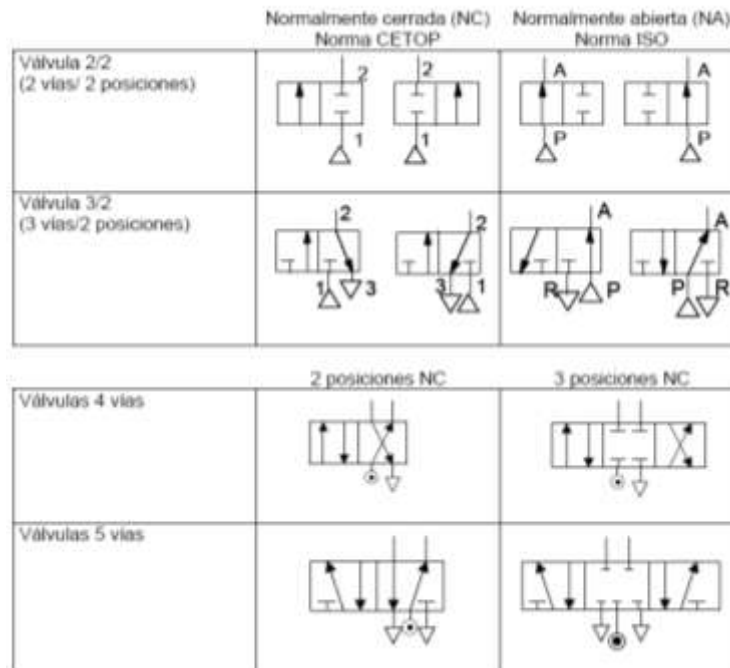 Normalmente cerrada (NC) Normalmente abierta (NA)
Norma CETOP Norma ISO
Válvula 2/2
(2 vías/ 2 posiciones)
2 2 A A
1 1 P P
Válvula 3/2
(3 vías/2 posiciones)
2 2 A A
1 3 3 1 R P P R
2 posiciones NC 3 posiciones NC
Válvulas 4 vías
Válvulas 5 vías